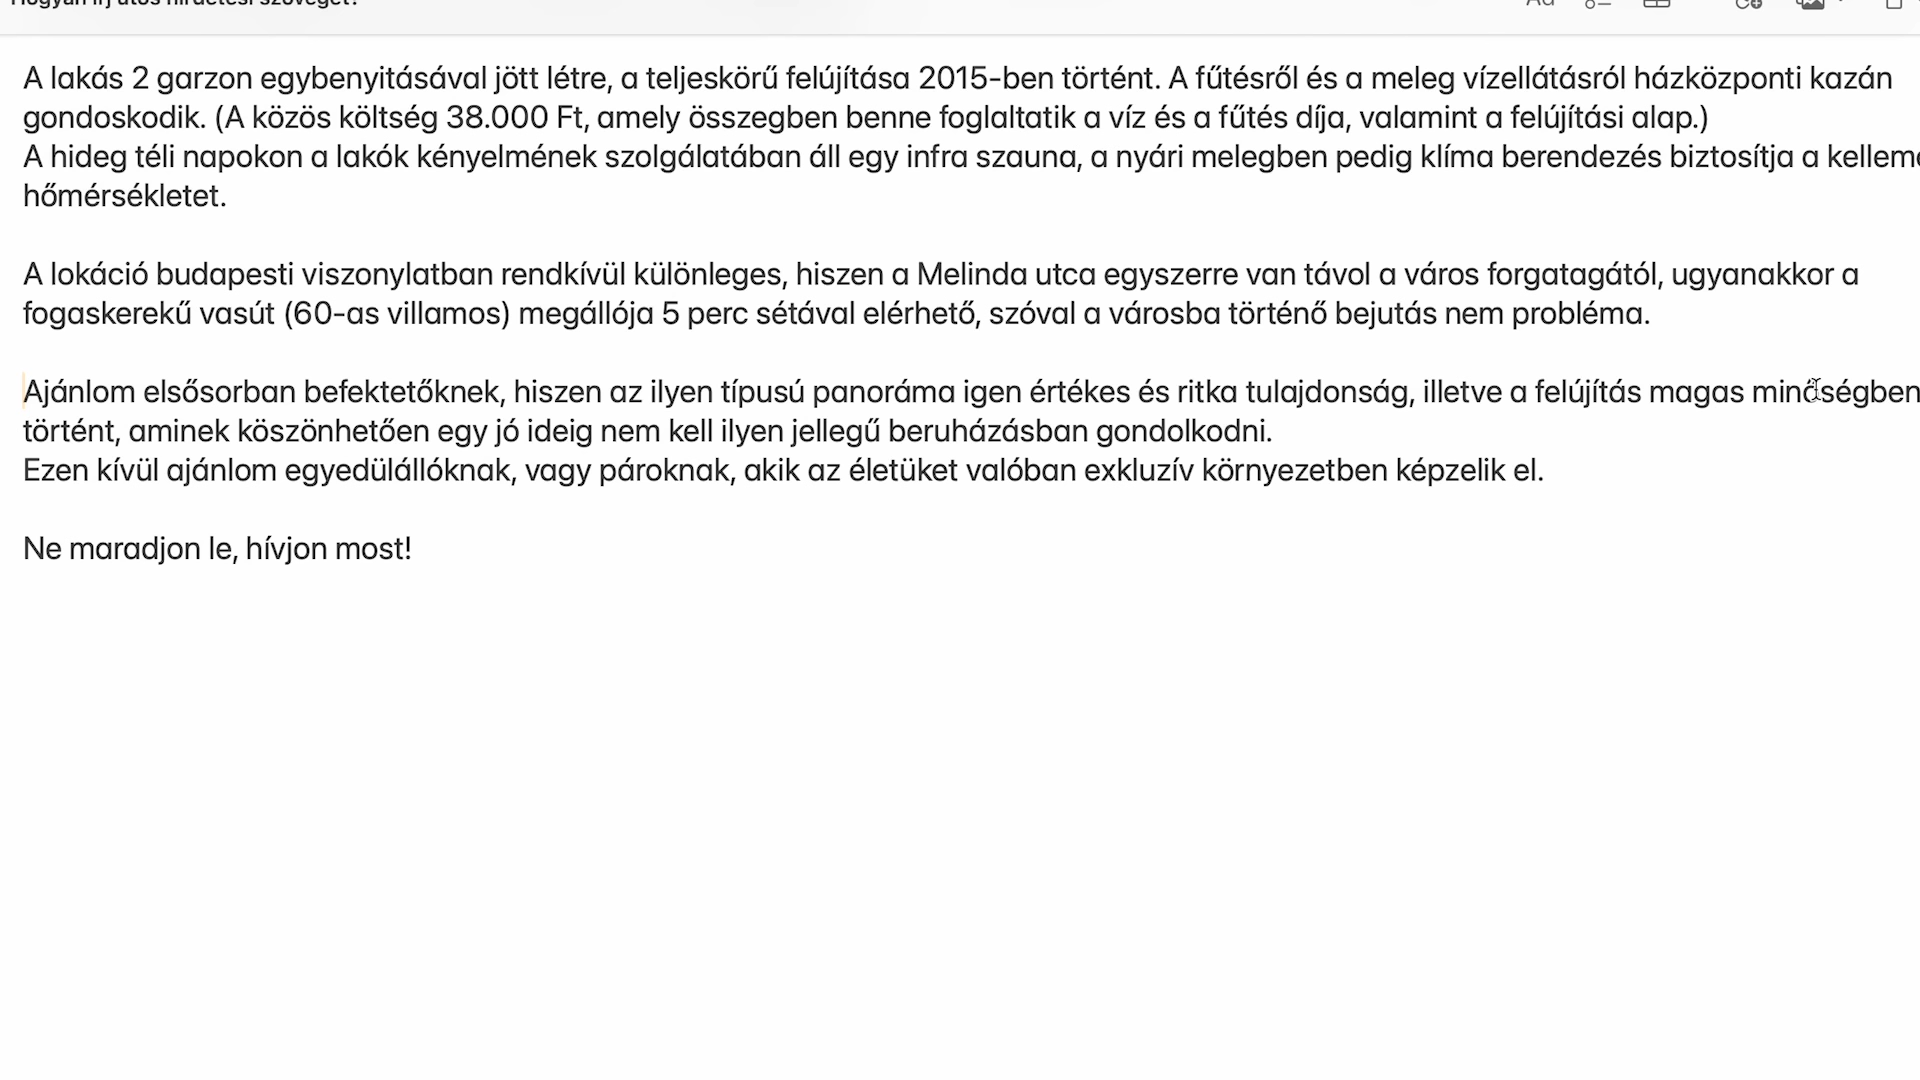 Hogyan írj ütős hirdetési szöveget?
A lakás 2 garzon egybenyitásával jött létre, a teljeskörű felújítása 2015-ben történt. A fűtésről és a meleg vízellátásról házközponti kazán
gondoskodik. (A közös költség 38.000 Ft, amely összegben benne foglaltatik a víz és a fűtés díja, valamint a felújítási alap.)
A hideg téli napokon a lakók kényelmének szolgálatában áll egy infra szauna, a nyári melegben pedig klíma berendezés biztosítja a
hőmérsékletet.
A lokáció budapesti viszonylatban rendkívül különleges, hiszen a Melinda utca egyszerre van távol a város forgatagától, ugyanakkor a
fogaskerekű vasút (60-as villamos) megállója 5 perc sétával elérhető, szóval a városba történő bejutás nem probléma.
Ajánlom elsősorban befektetőknek, hiszen az ilyen típusú panoráma igen értékes és ritka tulajdonság, illetve a felújítás magas minőségben
történt, aminek köszönhetően egy jó ideig nem kell ilyen jellegű beruházásban gondolkodni.
Ezen kívül ajánlom egyedülállóknak, vagy pároknak, akik az életüket valóban exkluzív környezetben képzelik el.
Ne maradjon le, hívjon most!